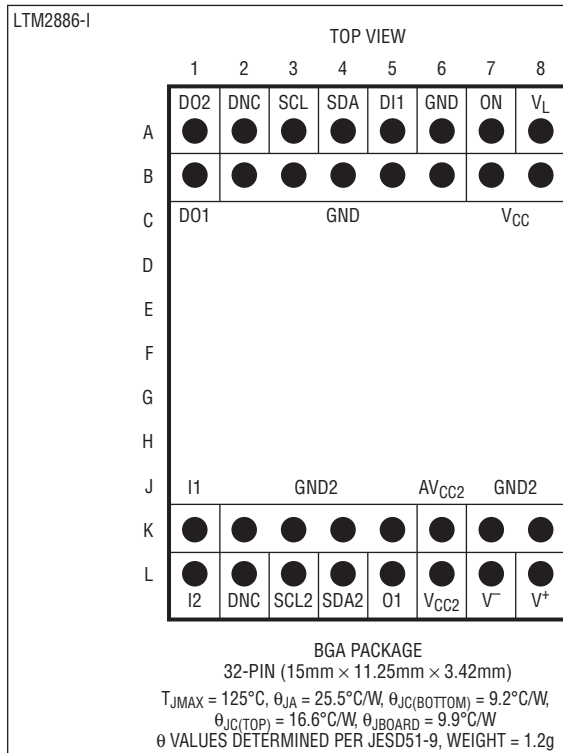 LTM2886-I
TOP VIEW
1 2 3 4 5 6 7 8
DO2 DNC SCL SDA DI1 GND ON VL
A
B
C DO1 GND VCC
D
E
F
G
H
J I1 GND2 AVCC2 GND2
K
L
I2 DNC SCL2 SDA2 O1 VCC2 V– V+
BGA PACKAGE
32-PIN (15mm × 11.25mm × 3.42mm)
TJMAX = 125°C, θJA = 25.5°C/W, θJC(BOTTOM) = 9.2°C/W,
θJC(TOP) = 16.6°C/W, θJBOARD = 9.9°C/W
θ VALUES DETERMINED PER JESD51-9, WEIGHT = 1.2g